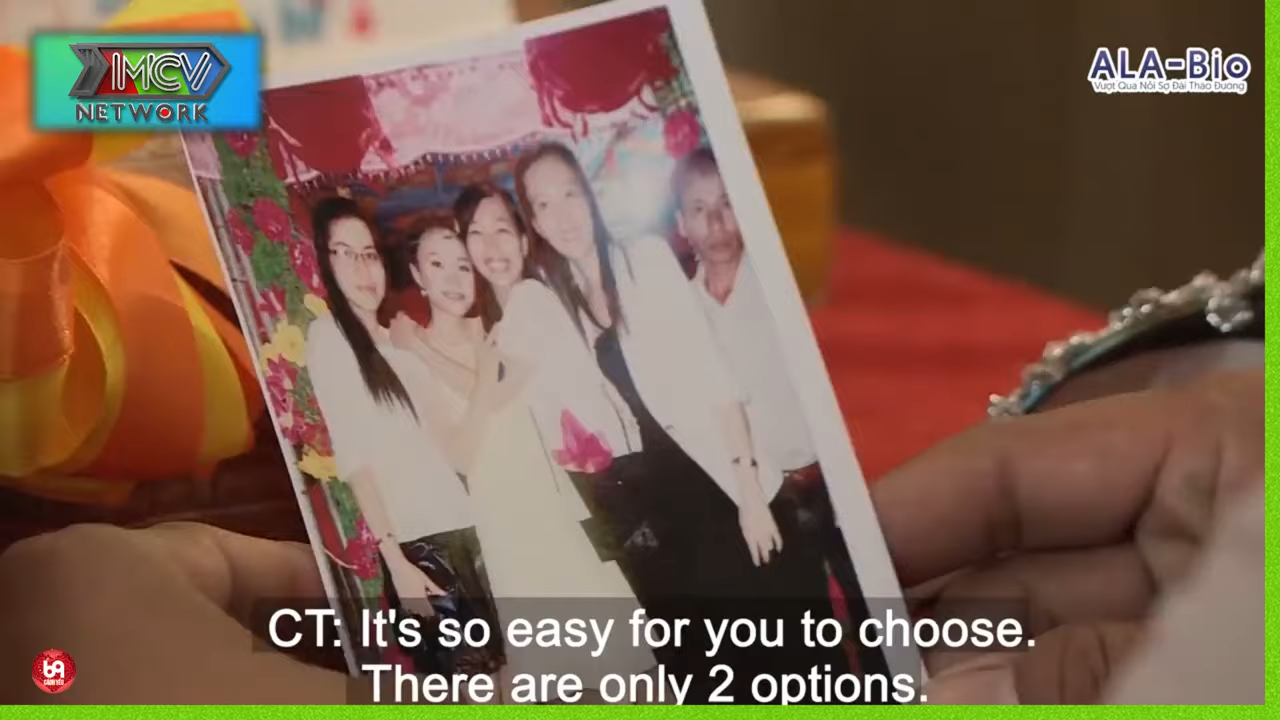 MCV
NETWORK
ALA-Bio
Vượt Qua Nỗi Sợ Đái Tháo Đường
CT: It's so easy for you to choose.
There are only 2 options.